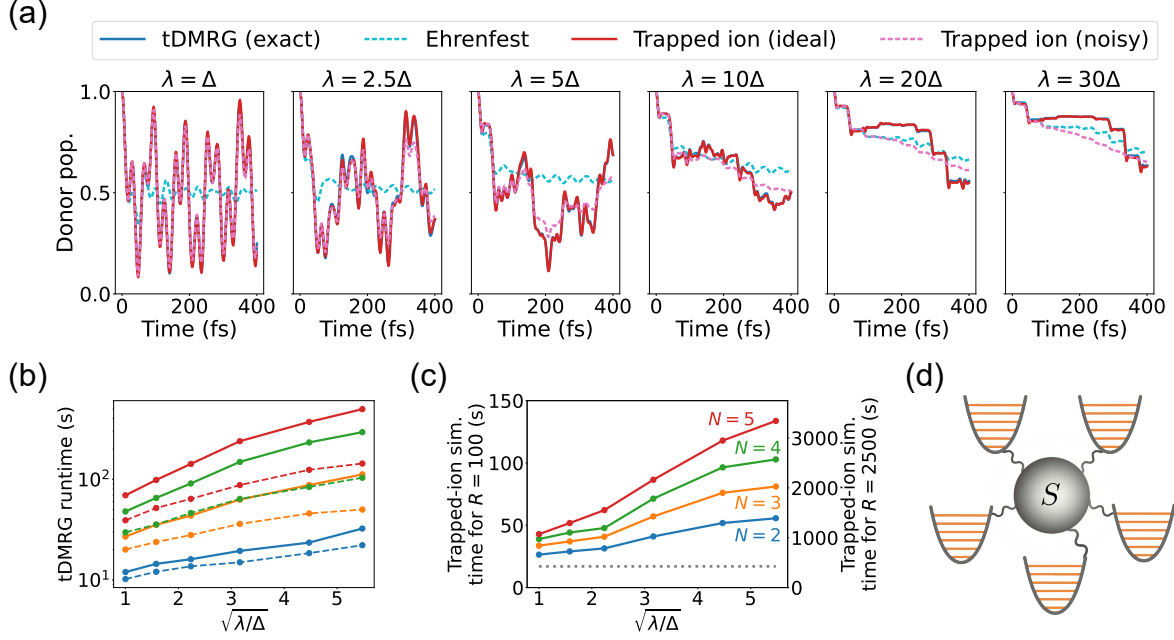 (a)
tDMRG (exact) Ehrenfest Trapped ion (ideal) Trapped ion (noisy)
λ = Δ λ = 2.5Δ λ = 5Δ λ = 10Δ λ = 20Δ λ = 30Δ
Donor pop.
1.0
0.5
0.0
0 200 400 0 200 400 0 200 400 0 200 400 0 200 400 0 200 400
Time (fs) Time (fs) Time (fs) Time (fs) Time (fs) Time (fs)
(b)
tDMRG runtime (s)
10²
10¹
1 2 3 4 5
√λ/Δ
(c)
Trapped-ion sim.
time for R = 100 (s)
150
100
50
0
N = 5
N = 4
N = 3
N = 2
1 2 3 4 5
√λ/Δ
3000
2000
1000
0
Trapped-ion sim.
time for R = 2500 (s)
(d)
S